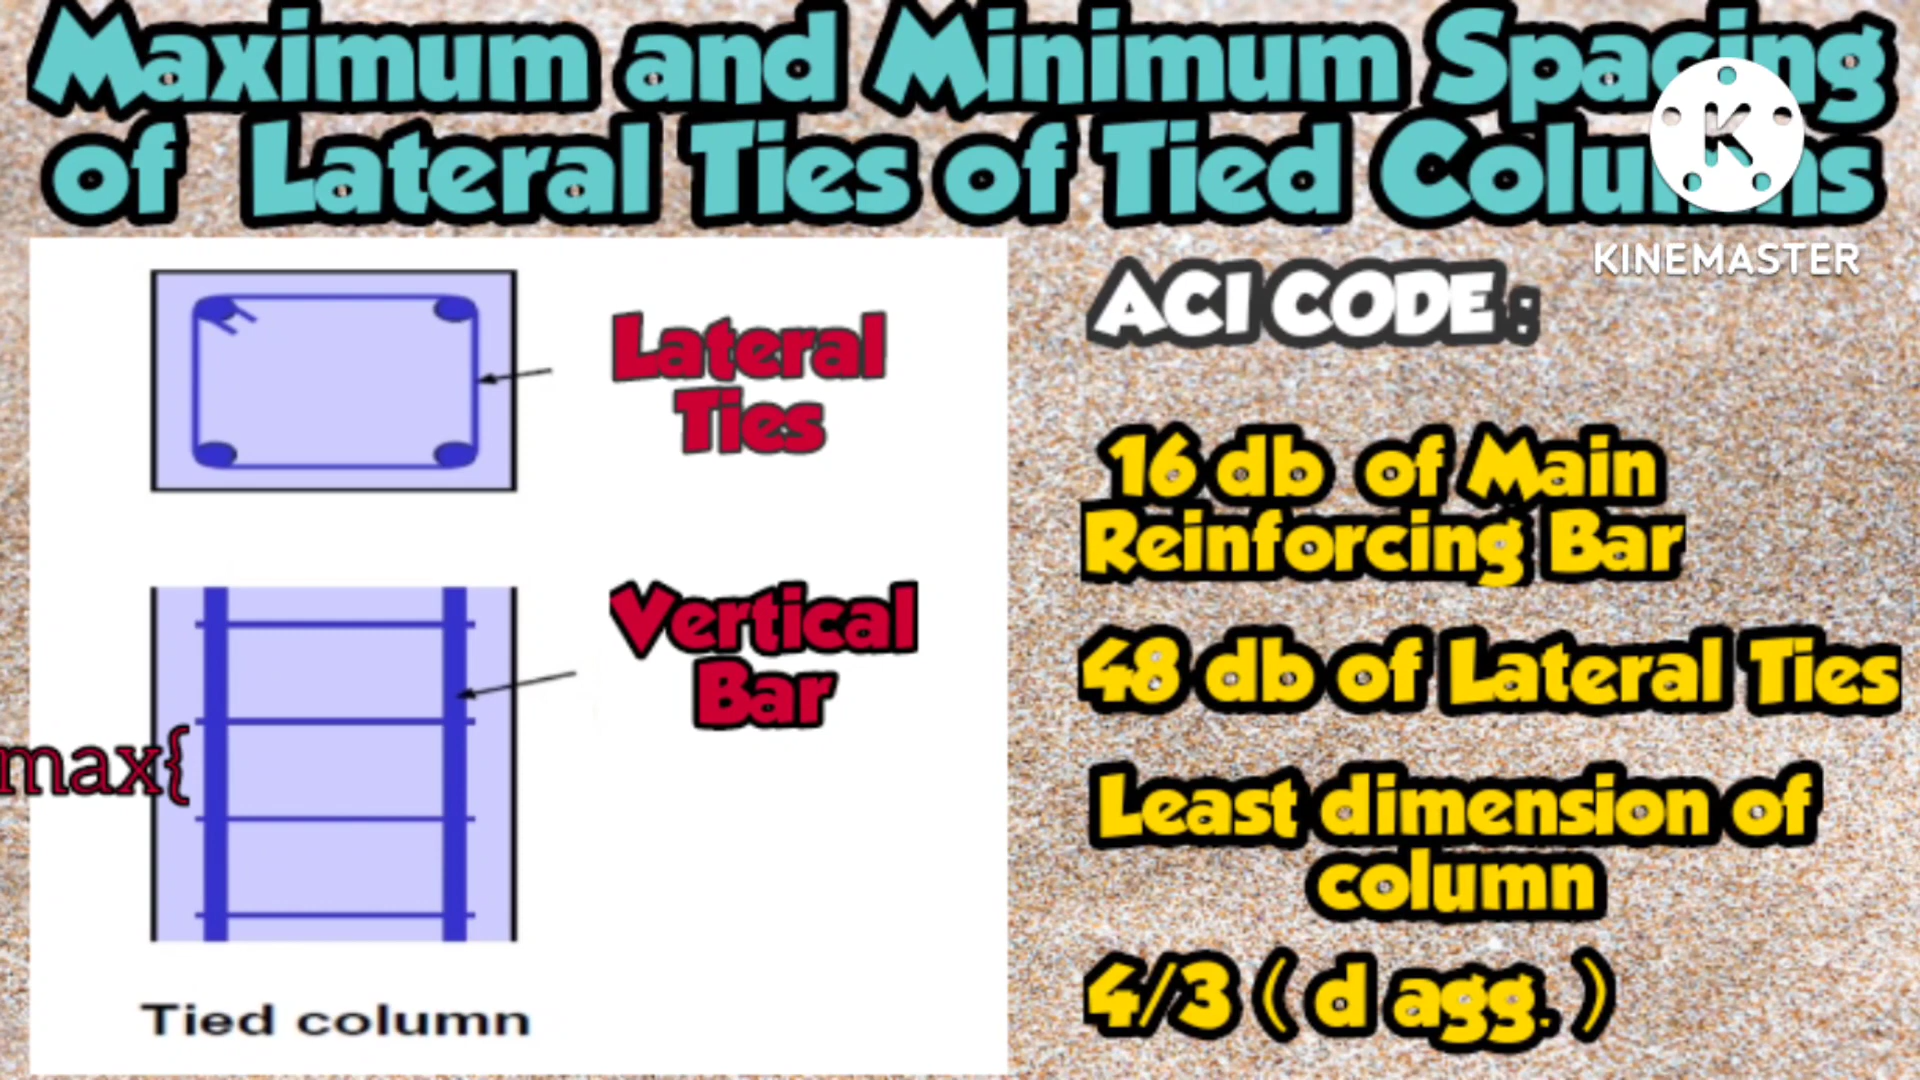 Maximum and Minimum Spacing
of Lateral Ties of Tied Columns
K
KINEMASTER
Lateral
Ties
Vertical
Bar
max{
Tied column
ACI CODE :
16 db of Main
Reinforcing Bar
48 db of Lateral Ties
Least dimension of
column
4/3 ( d agg. )